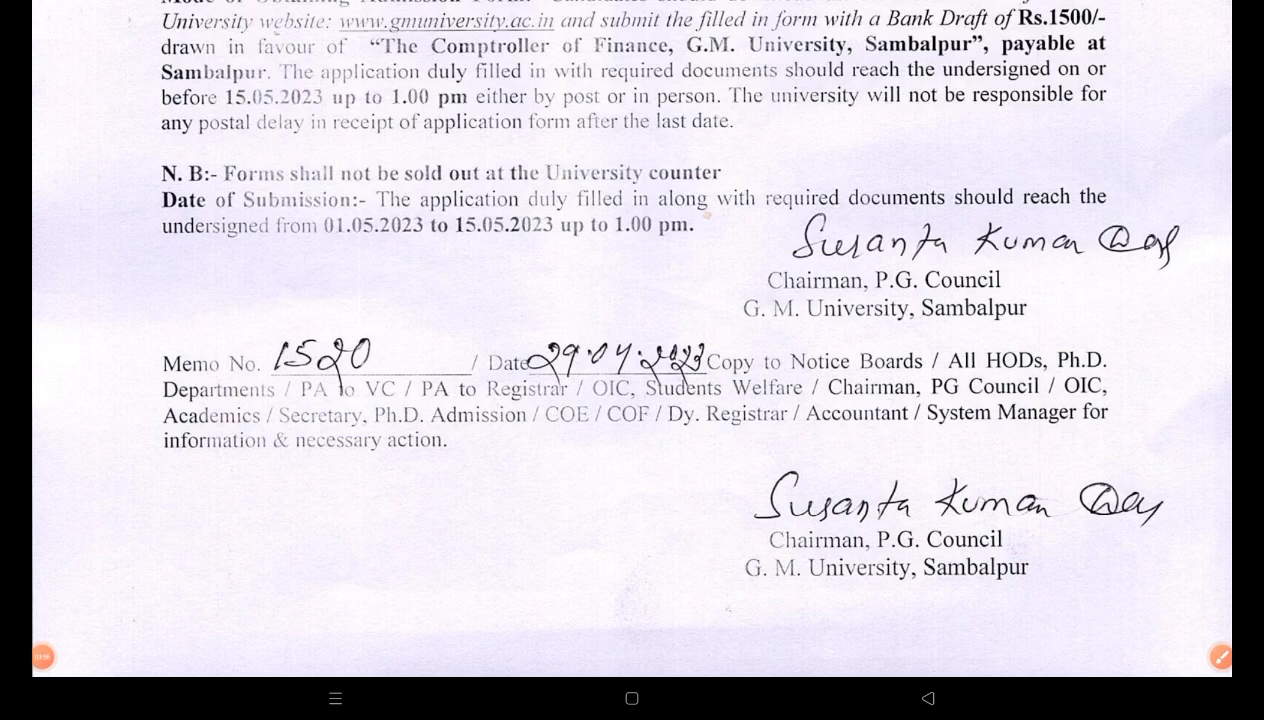 University website: www.gmuniversity.ac.in and submit the filled in form with a Bank Draft of Rs.1500/-
drawn in favour of "The Comptroller of Finance, G.M. University, Sambalpur", payable at
Sambalpur. The application duly filled in with required documents should reach the undersigned on or
before 15.05.2023 up to 1.00 pm either by post or in person. The university will not be responsible for
any postal delay in receipt of application form after the last date.
N. B:- Forms shall not be sold out at the University counter
Date of Submission:- The application duly filled in along with required documents should reach the
undersigned from 01.05.2023 to 15.05.2023 up to 1.00 pm.
Susanta Kumar Das
Chairman, P.G. Council
G. M. University, Sambalpur
Memo No. 1520 / Date 29.04.2023 Copy to Notice Boards / All HODs, Ph.D.
Departments / PA to VC / PA to Registrar / OIC, Students Welfare / Chairman, PG Council / OIC,
Academics / Secretary, Ph.D. Admission / COE / COF / Dy. Registrar / Accountant / System Manager for
information & necessary action.
Susanta Kumar Das
Chairman, P.G. Council
G. M. University, Sambalpur